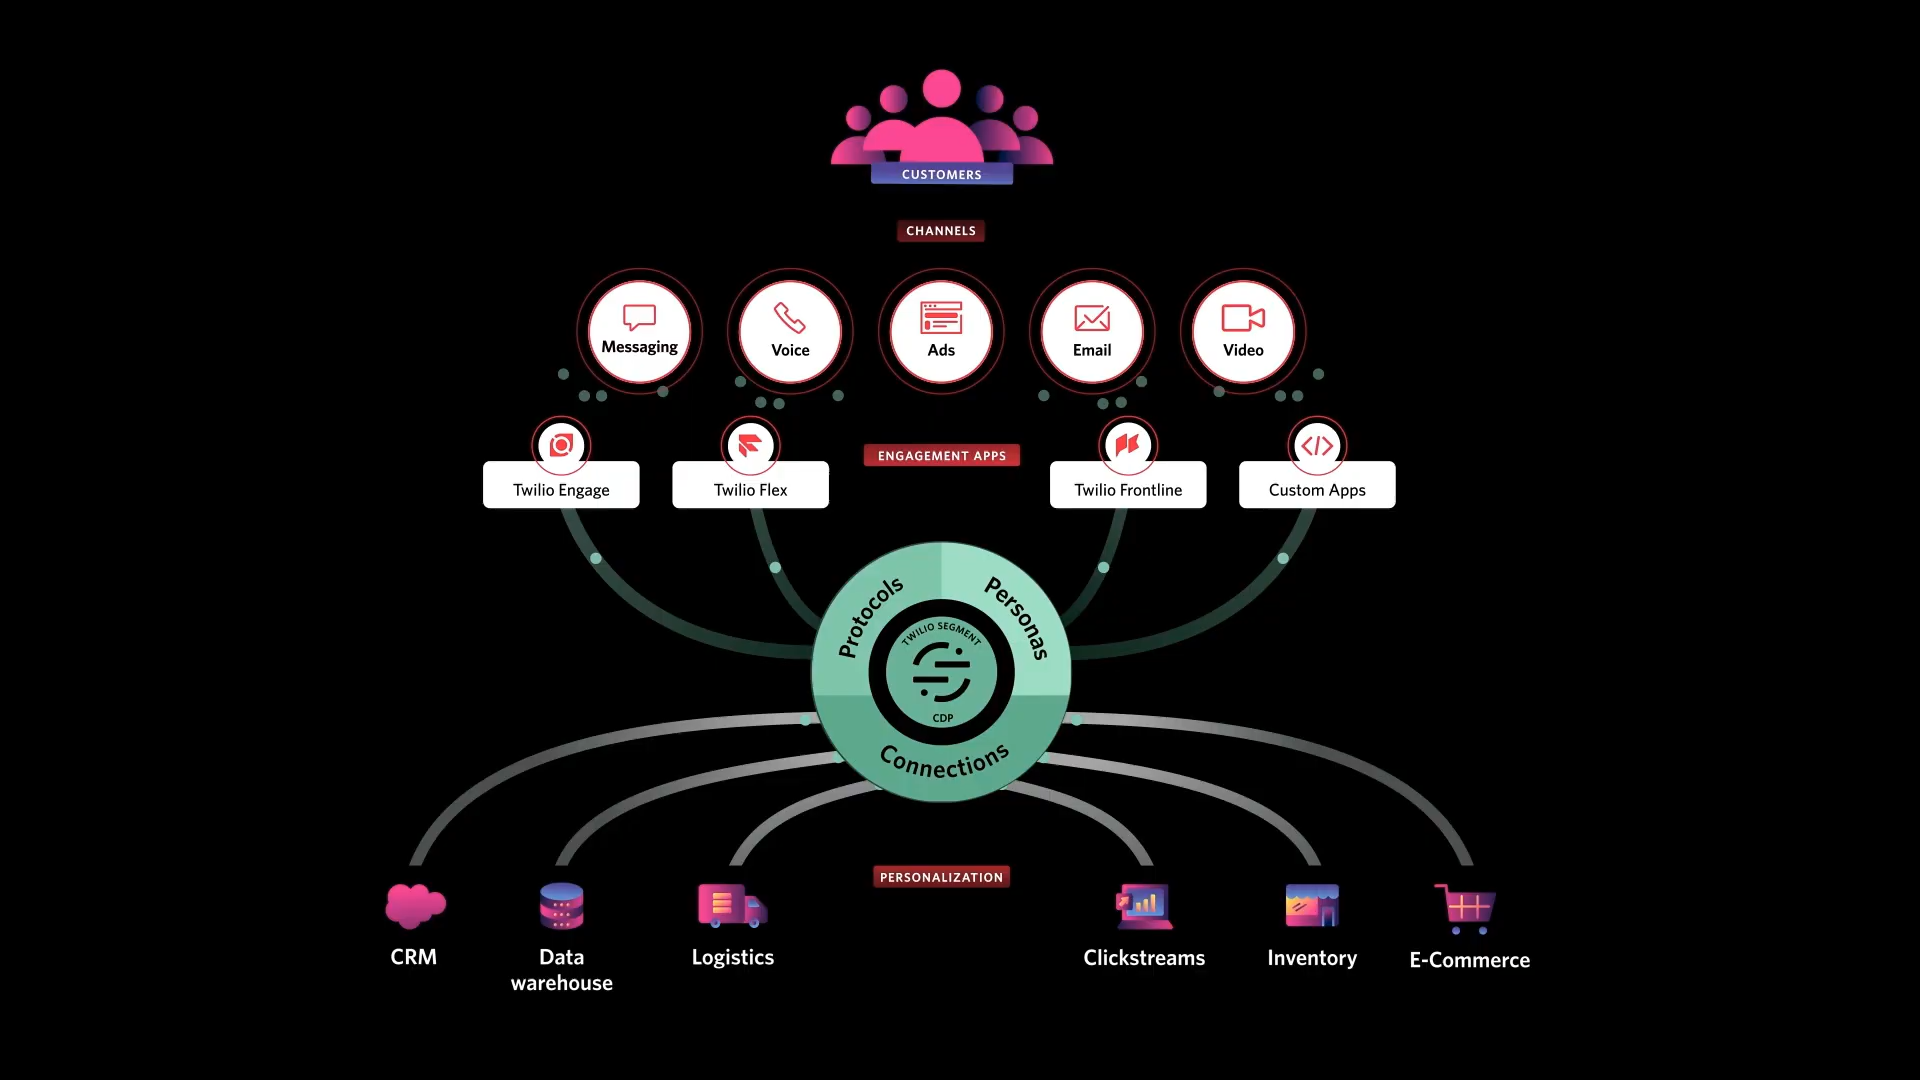 CUSTOMERS
CHANNELS
Messaging
Voice
Ads
Email
Video
ENGAGEMENT APPS
Twilio Engage
Twilio Flex
Twilio Frontline
Custom Apps
Protocols
Personas
TWILIO SEGMENT
CDP
Connections
PERSONALIZATION
CRM
Data
warehouse
Logistics
Clickstreams
Inventory
E-Commerce